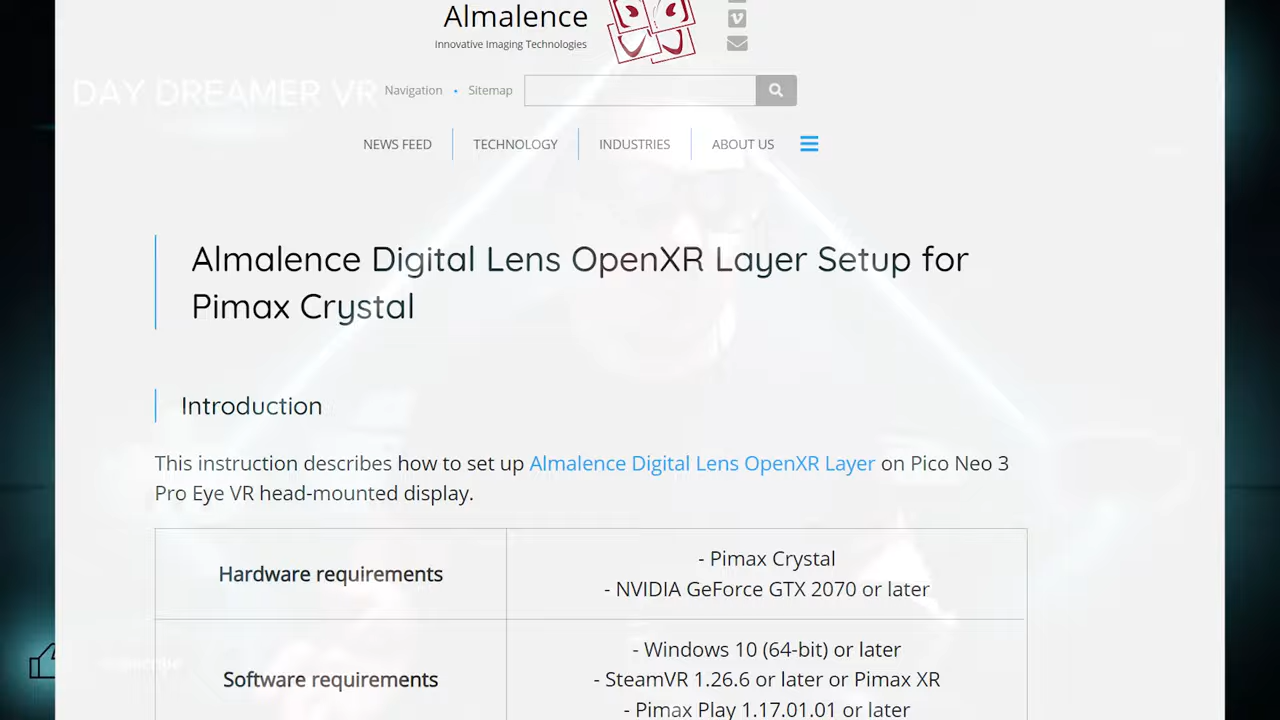 Almalence
Innovative Imaging Technologies
DAY DREAMER VR
Navigation • Sitemap
NEWS FEED
TECHNOLOGY
INDUSTRIES
ABOUT US
Almalence Digital Lens OpenXR Layer Setup for
Pimax Crystal
Introduction
This instruction describes how to set up Almalence Digital Lens OpenXR Layer on Pico Neo 3
Pro Eye VR head-mounted display.
Hardware requirements
- Pimax Crystal
- NVIDIA GeForce GTX 2070 or later
Software requirements
- Windows 10 (64-bit) or later
- SteamVR 1.26.6 or later or Pimax XR
- Pimax Play 1.17.01.01 or later